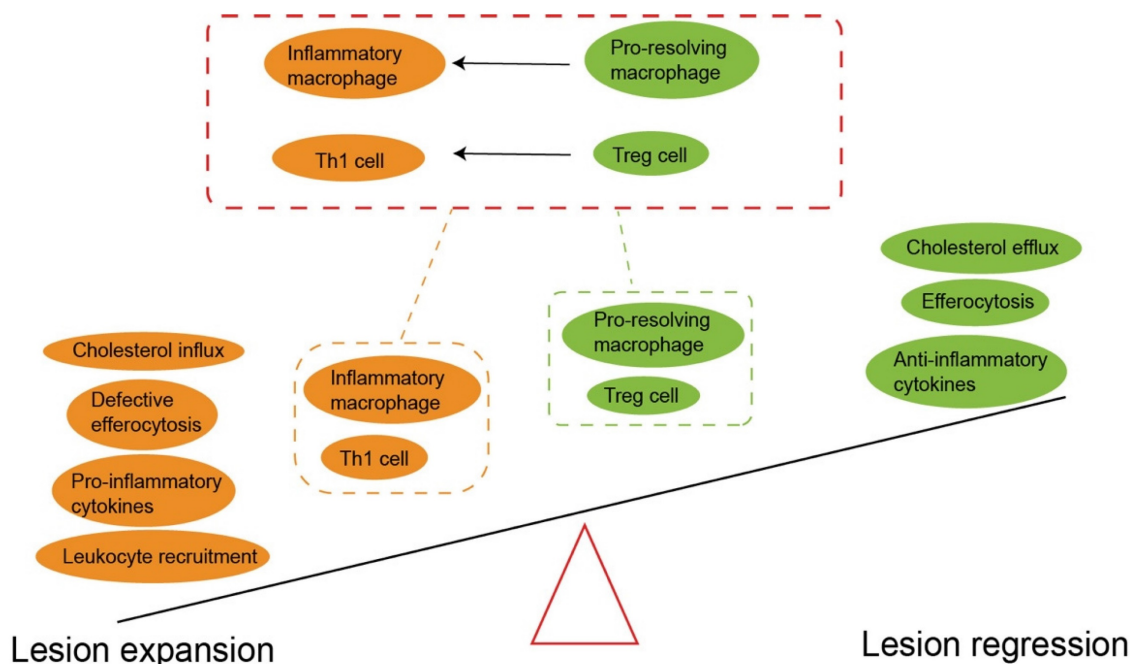 Inflammatory
macrophage
Pro-resolving
macrophage
Th1 cell
Treg cell
Cholesterol efflux
Efferocytosis
Anti-inflammatory
cytokines
Pro-resolving
macrophage
Treg cell
Cholesterol influx
Defective
efferocytosis
Pro-inflammatory
cytokines
Leukocyte recruitment
Inflammatory
macrophage
Th1 cell
Lesion expansion
Lesion regression